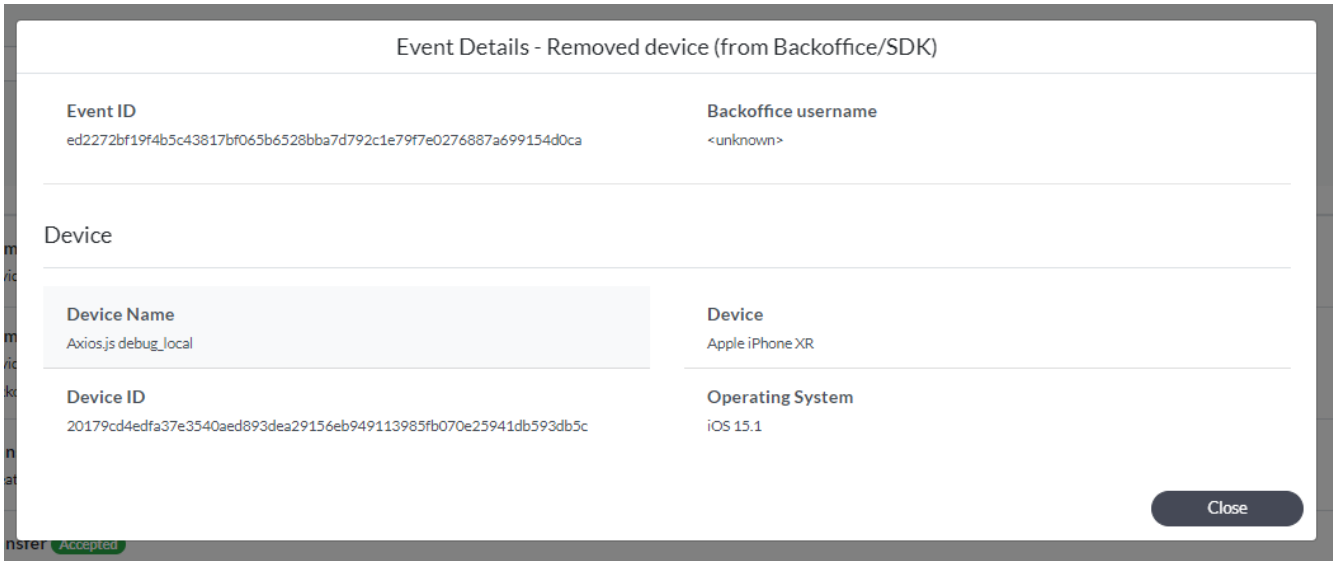 Event Details - Removed device (from Backoffice/SDK)
Event ID
Backoffice username
ed2272bf19f4b5c43817bf065b6528bba7d792c1e79f7e0276887a699154d0ca
<unknown>
Device
Device Name
Device
Axios.js debug_local
Apple iPhone XR
Device ID
Operating System
20179cd4edfa37e3540aed893dea29156eb949113985fb070e25941db593db5c
iOS 15.1
Close
Accepted